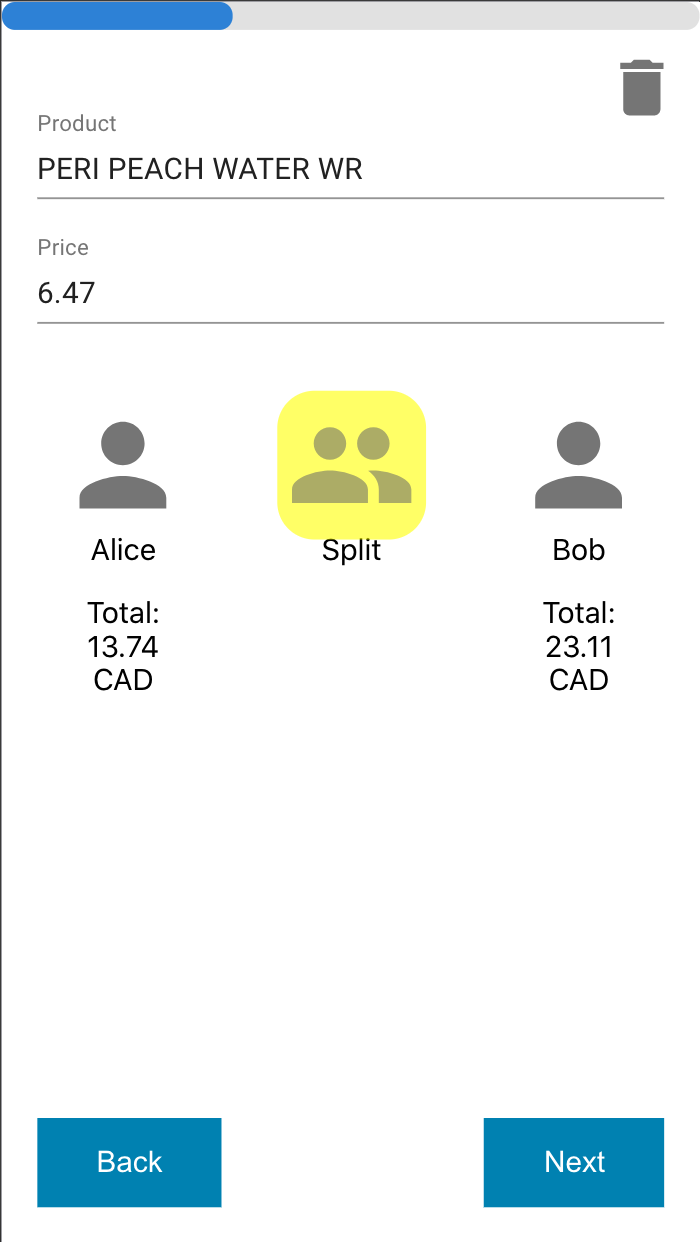 Product
PERI PEACH WATER WR
Price
6.47
Alice
Split
Bob
Total:
13.74
CAD
Total:
23.11
CAD
Back
Next